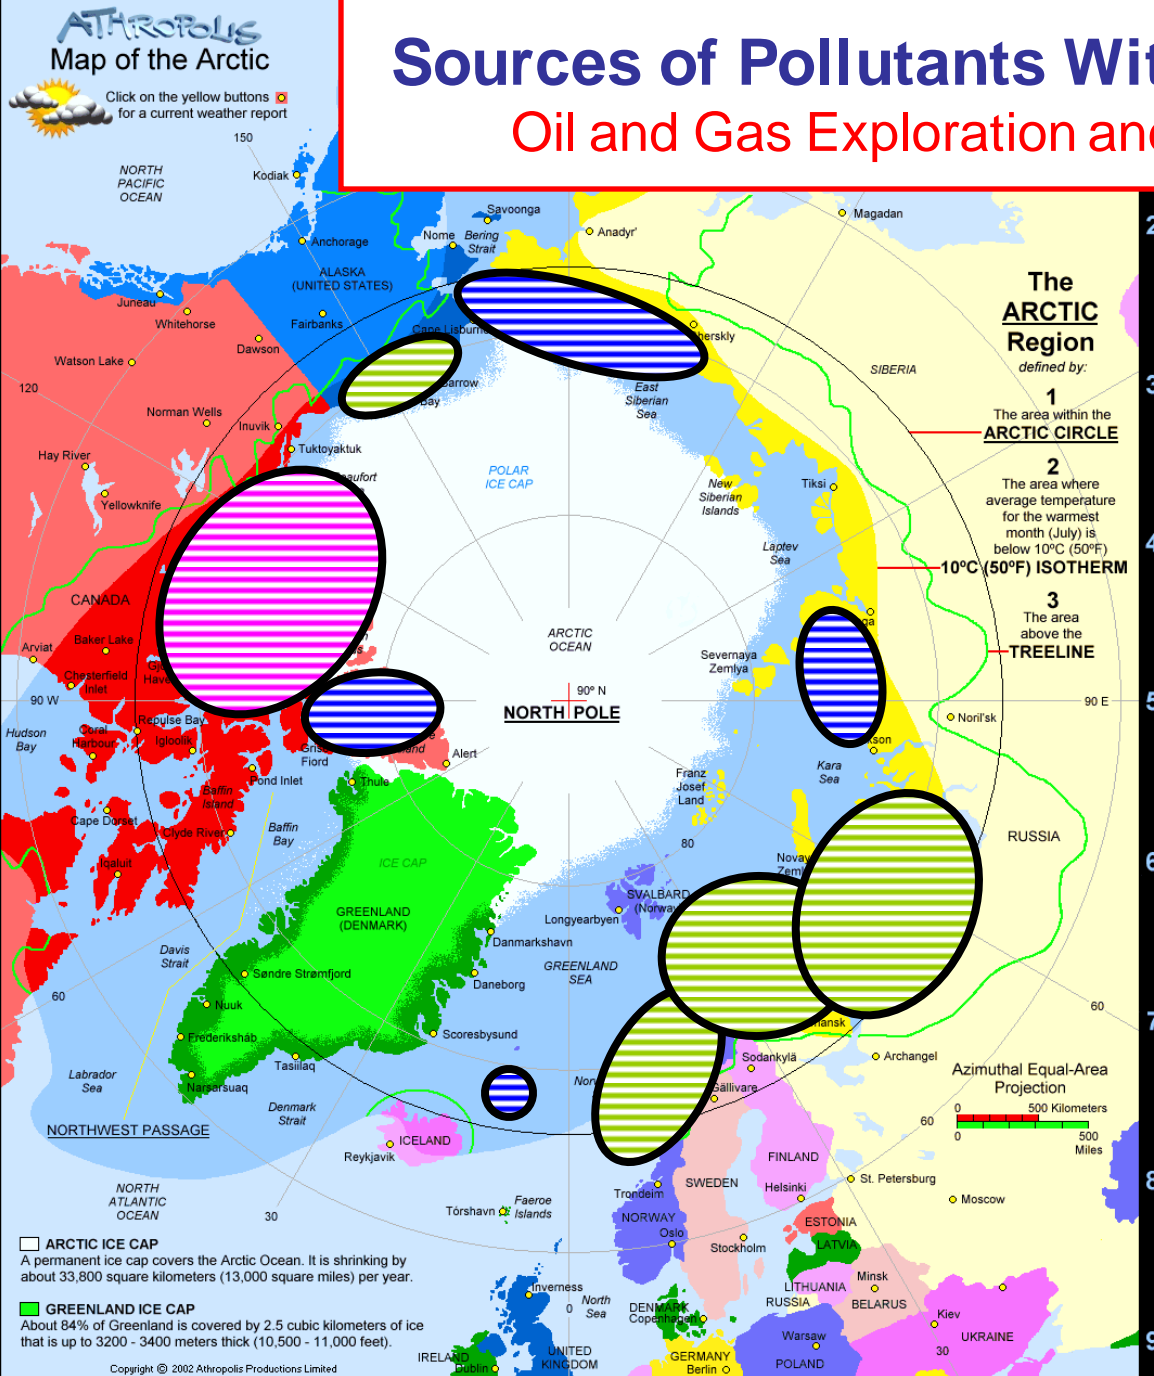 ATHROPOLIS
Map of the Arctic
Click on the yellow buttons
for a current weather report
Sources of Pollutants
Oil and Gas Exploration
150
NORTH
PACIFIC
OCEAN
Kodiak
Savoonga
Magadan
Anadyr'
Nome
Bering
Strait
Anchorage
ALASKA
(UNITED STATES)
The
ARCTIC
Region
defined by:
Juneau
Whitehorse
Fairbanks
Dawson
Watson Lake
SIBERIA
120
East
Siberian
Sea
1
The area within the
ARCTIC CIRCLE
Norman Wells
Inuvik
Tuktoyaktuk
Hay River
Yellowknife
POLAR
ICE CAP
New
Siberian
Islands
Tiksi
2
The area where
average temperature
for the warmest
month (July) is
below 10ºC (50ºF)
10ºC (50ºF) ISOTHERM
Laptev
Sea
3
The area
above the
TREELINE
CANADA
ARCTIC
OCEAN
Arviat
Baker Lake
Chesterfield
Inlet
Severnaya
Zemlya
90 W
90º N
NORTH POLE
90 E
Noril'sk
Hudson
Bay
Coral
Harbour
Repulse Bay
Igloolik
Fiord
Alert
Pond Inlet
Thule
Kara
Sea
Franz
Josef
Land
Baffin
Island
Cape Dorset
Clyde River
Baffin
Bay
80
RUSSIA
Iqaluit
ICE CAP
GREENLAND
(DENMARK)
SVALBARD
Longyearbyen
Danmarkshavn
Davis
Strait
GREENLAND
SEA
Søndre Strømfjord
Daneborg
60
Nuuk
60
Frederikshåb
Scoresbysund
Sodankylä
Archangel
Tasiilaq
Labrador
Sea
Narsarsuaq
Gällivare
Azimuthal Equal-Area
Projection
0 500 Kilometers
0 500
Miles
Denmark
Strait
60
NORTHWEST PASSAGE
ICELAND
Reykjavik
FINLAND
St. Petersburg
Helsinki
Moscow
NORTH
ATLANTIC
OCEAN
30
Tórshavn
Faeroe
Islands
Trondeim
SWEDEN
NORWAY
Oslo
Stockholm
ESTONIA
LATVIA
LITHUANIA
RUSSIA
Minsk
BELARUS
ARCTIC ICE CAP
A permanent ice cap covers the Arctic Ocean. It is shrinking by
about 33,800 square kilometers (13,000 square miles) per year.
GREENLAND ICE CAP
About 84% of Greenland is covered by 2.5 cubic kilometers of ice
that is up to 3200 - 3400 meters thick (10,500 - 11,000 feet).
Inverness
0
North
Sea
DENMARK
Copenhagen
Kiev
UKRAINE
IRELAND
Dublin
UNITED
KINGDOM
GERMANY
Berlin
Warsaw
POLAND
30
Copyright © 2002 Athropolis Productions Limited